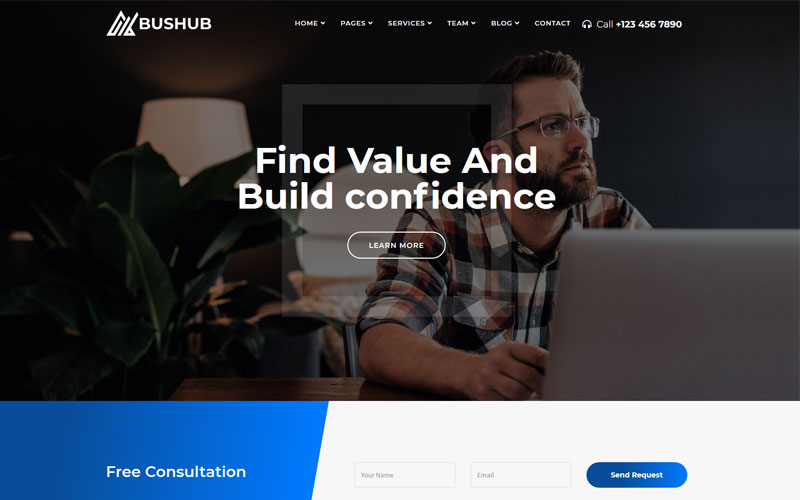 BUSHUB
HOME PAGES SERVICES TEAM BLOG CONTACT Call +123 456 7890
Find Value And
Build confidence
LEARN MORE
Free Consultation
Your Name Email Send Request